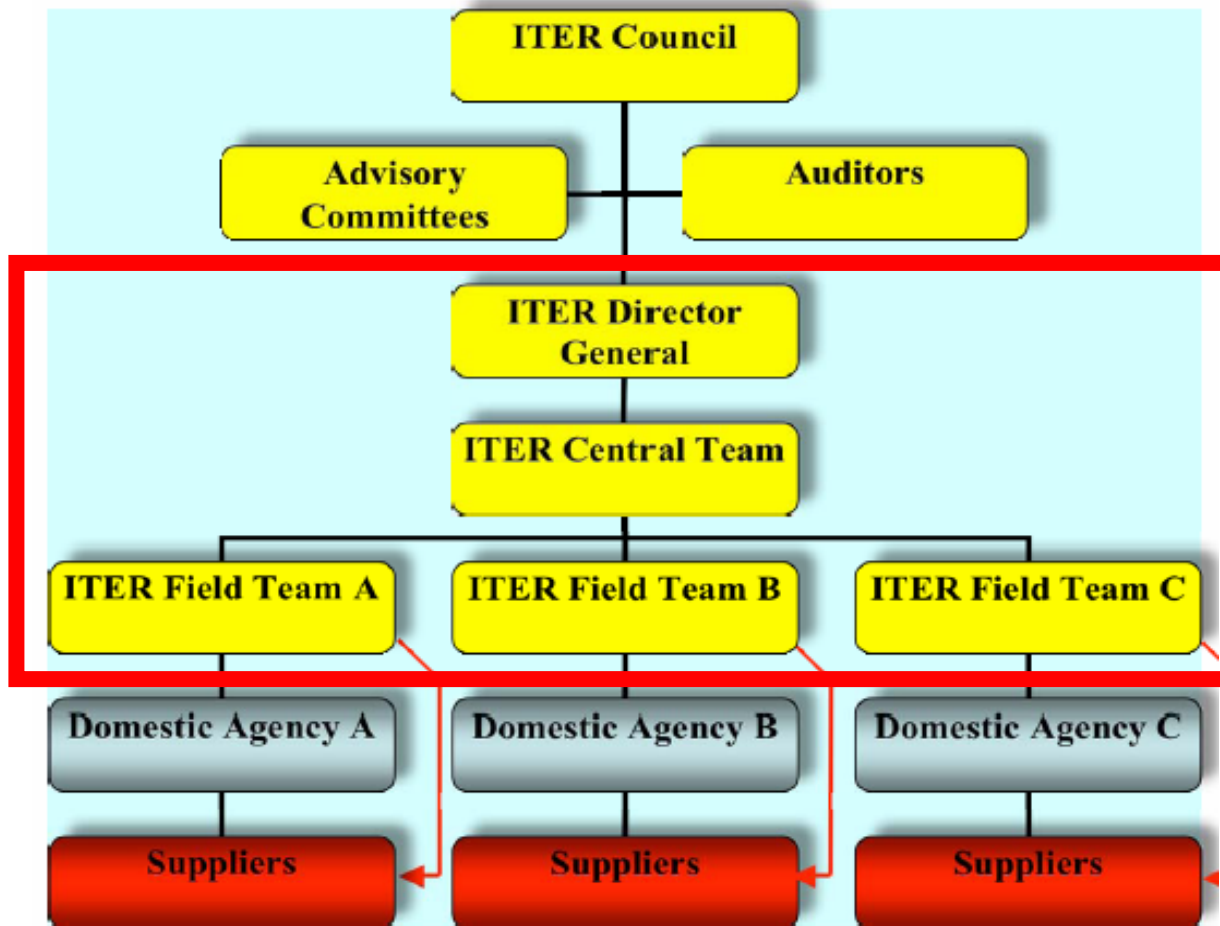 ITER Council
Advisory
Committees
Auditors
ITER Director
General
ITER Central Team
ITER Field Team A
ITER Field Team B
ITER Field Team C
Domestic Agency A
Domestic Agency B
Domestic Agency C
Suppliers
Suppliers
Suppliers